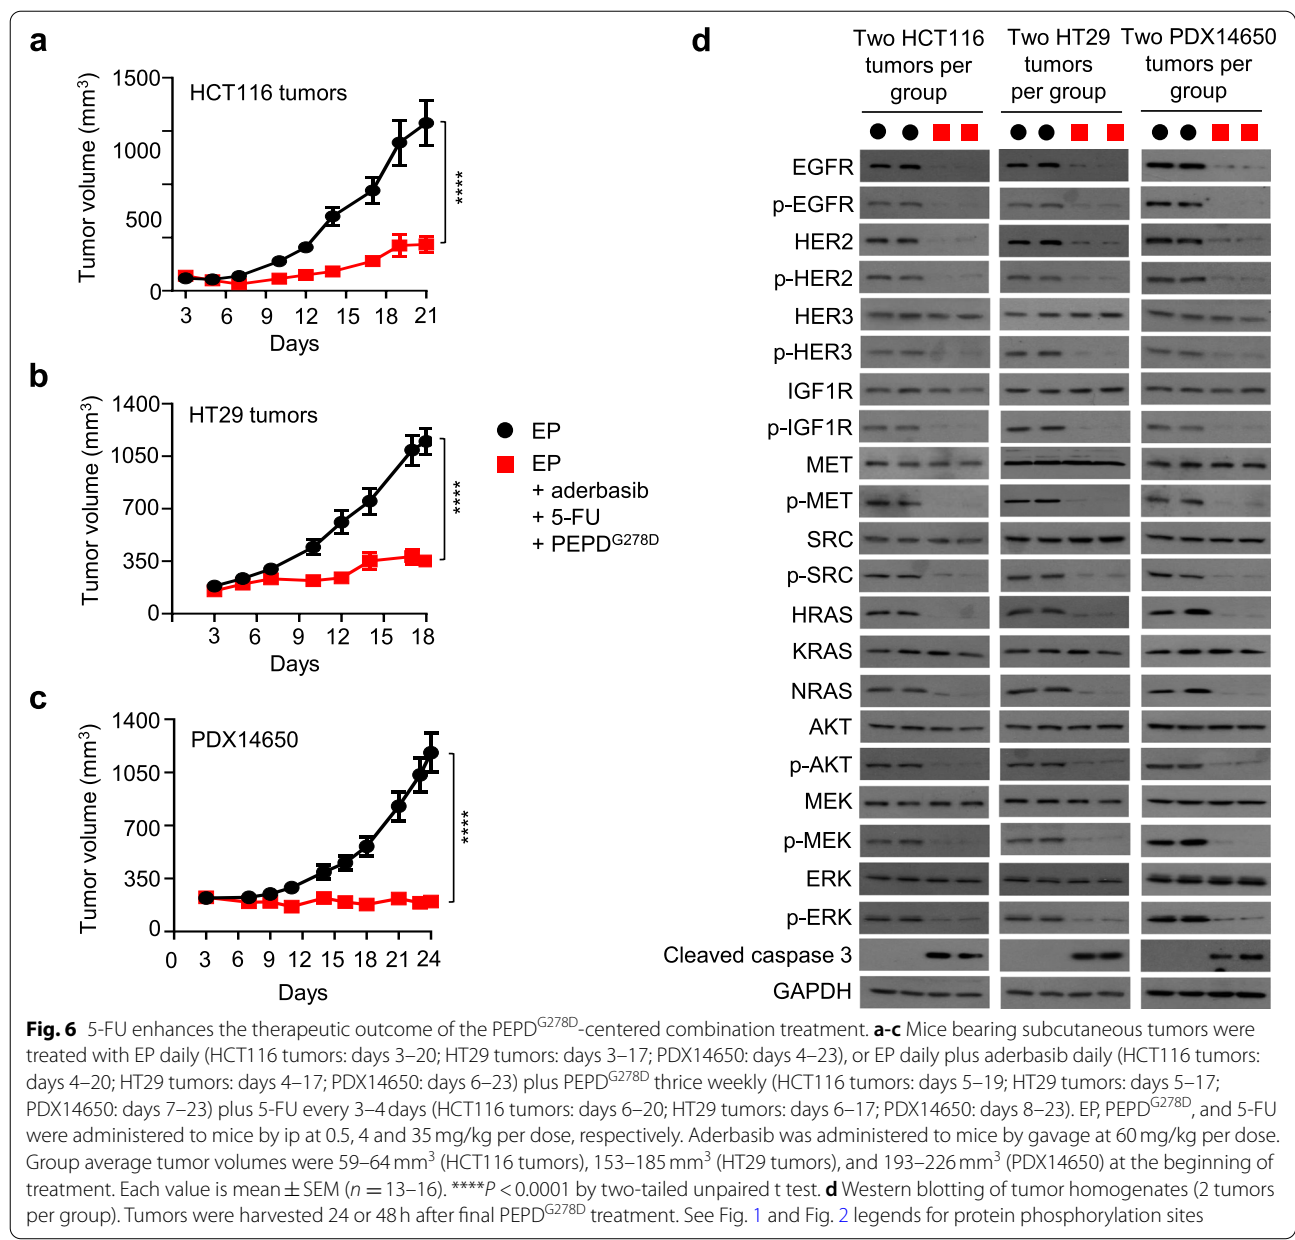 a
HCT116 tumors
Tumor volume (mm³)
1500
1000
500
0
3 6 9 12 15 18 21
Days
****
b
HT29 tumors
Tumor volume (mm³)
1400
1050
700
350
0
3 6 9 12 15 18
Days
****
EP
EP
+ aderbasib
+ 5-FU
+ PEPD^G278D
c
PDX14650
Tumor volume (mm³)
1400
1050
700
350
0
0 3 6 9 12 15 18 21 24
Days
****
d
Two HCT116
tumors per
group
Two HT29
tumors
per group
Two PDX14650
tumors per
group
EGFR
p-EGFR
HER2
p-HER2
HER3
p-HER3
IGF1R
p-IGF1R
MET
p-MET
SRC
p-SRC
HRAS
KRAS
NRAS
AKT
p-AKT
MEK
p-MEK
ERK
p-ERK
Cleaved caspase 3
GAPDH
Fig. 6 5-FU enhances the therapeutic outcome of the PEPD^G278D-centered combination treatment. a-c Mice bearing subcutaneous tumors were
treated with EP daily (HCT116 tumors: days 3–20; HT29 tumors: days 3–17; PDX14650: days 4–23), or EP daily plus aderbasib daily (HCT116 tumors:
days 4–20; HT29 tumors: days 4–17; PDX14650: days 6–23) plus PEPD^G278D thrice weekly (HCT116 tumors: days 5–19; HT29 tumors: days 5–17;
PDX14650: days 7–23) plus 5-FU every 3–4 days (HCT116 tumors: days 6–20; HT29 tumors: days 6–17; PDX14650: days 8–23). EP, PEPD^G278D, and 5-FU
were administered to mice by ip at 0.5, 4 and 35 mg/kg per dose, respectively. Aderbasib was administered to mice by gavage at 60 mg/kg per dose.
Group average tumor volumes were 59–64 mm³ (HCT116 tumors), 153–185 mm³ (HT29 tumors), and 193–226 mm³ (PDX14650) at the beginning of
treatment. Each value is mean ± SEM (n = 13–16). ****P < 0.0001 by two-tailed unpaired t test. d Western blotting of tumor homogenates (2 tumors
per group). Tumors were harvested 24 or 48 h after final PEPD^G278D treatment. See Fig. 1 and Fig. 2 legends for protein phosphorylation sites